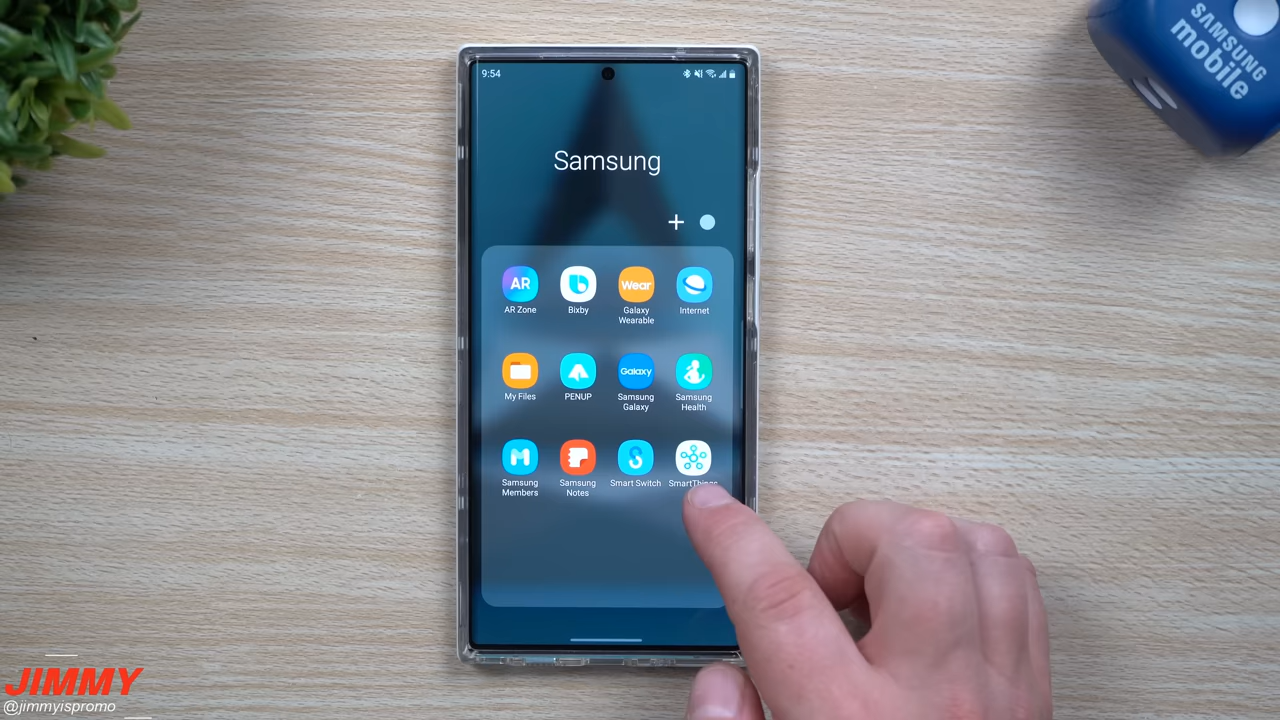 SAMSUNG
mobile
9:54
Samsung
AR
Wear
AR Zone
Bixby
Galaxy
Wearable
Internet
Galaxy
My Files
PENUP
Samsung
Galaxy
Samsung
Health
Samsung
Members
Samsung
Notes
Smart Switch
SmartThings
JIMMY
@jimmyispromo